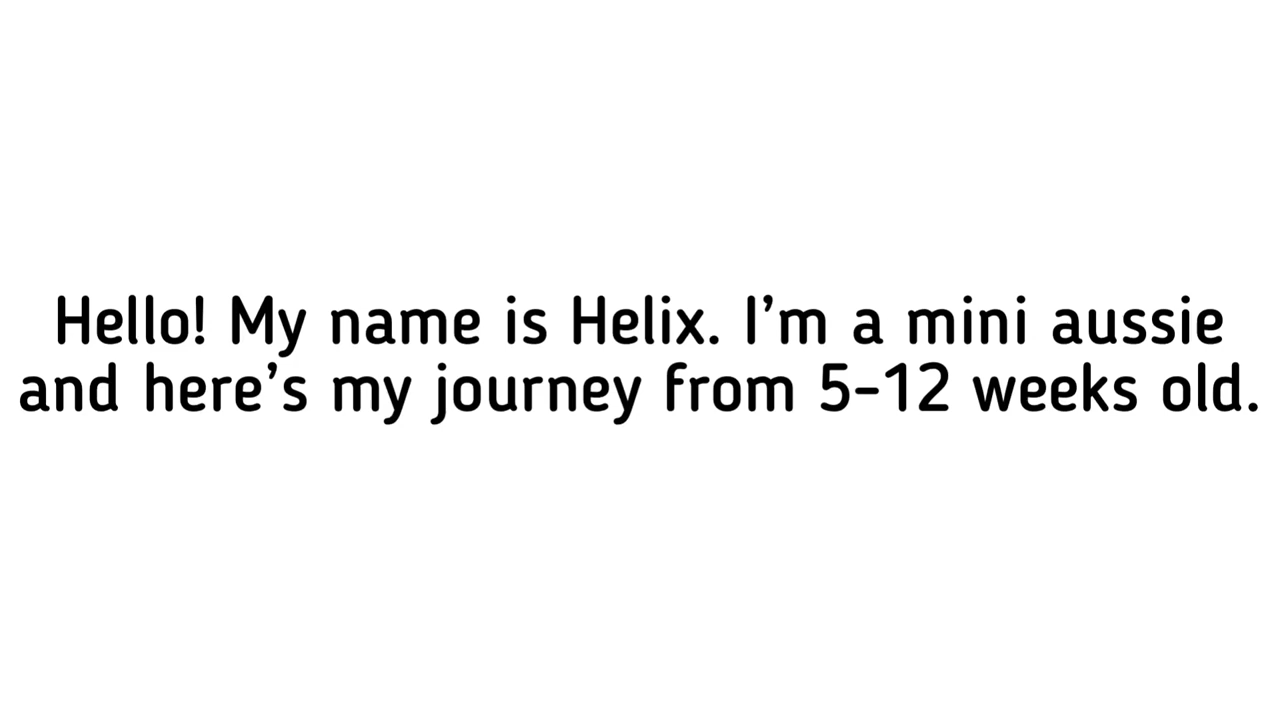 Hello! My name is Helix. I’m a mini aussie
and here’s my journey from 5-12 weeks old.